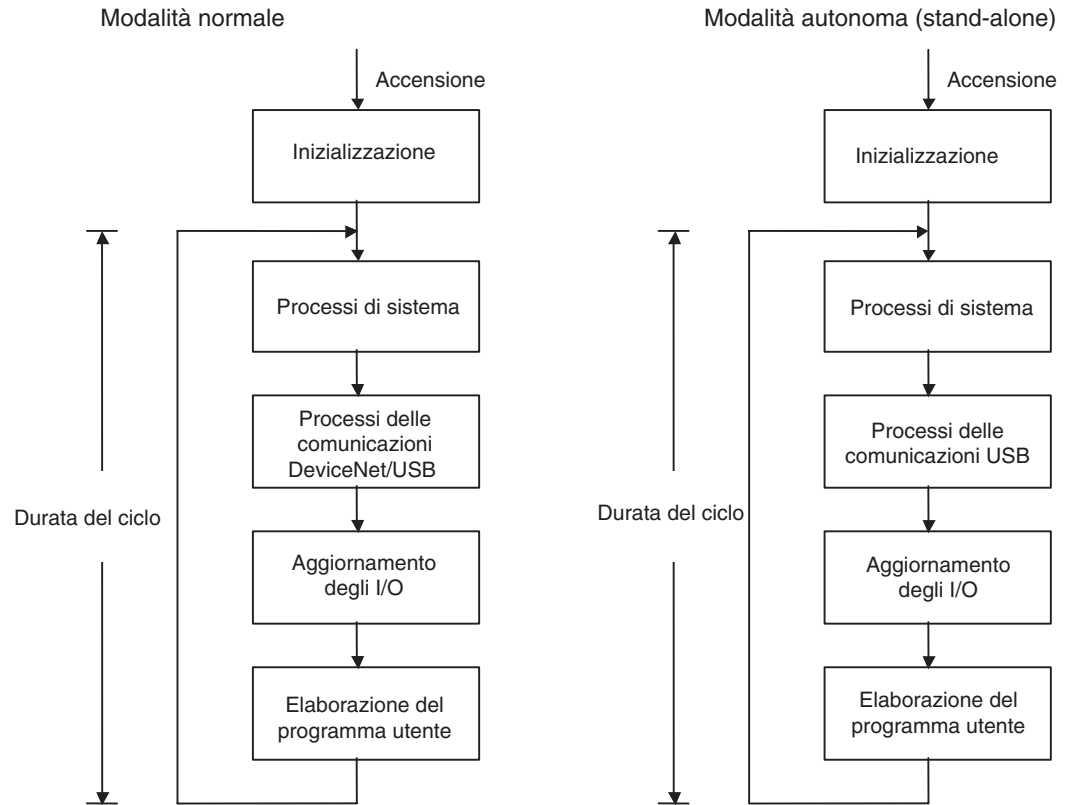 Modalità normale
Accensione
Inizializzazione
Processi di sistema
Processi delle
comunicazioni
DeviceNet/USB
Durata del ciclo
Aggiornamento
degli I/O
Elaborazione del
programma utente
Modalità autonoma (stand-alone)
Accensione
Inizializzazione
Processi di sistema
Processi delle
comunicazioni USB
Durata del ciclo
Aggiornamento
degli I/O
Elaborazione del
programma utente